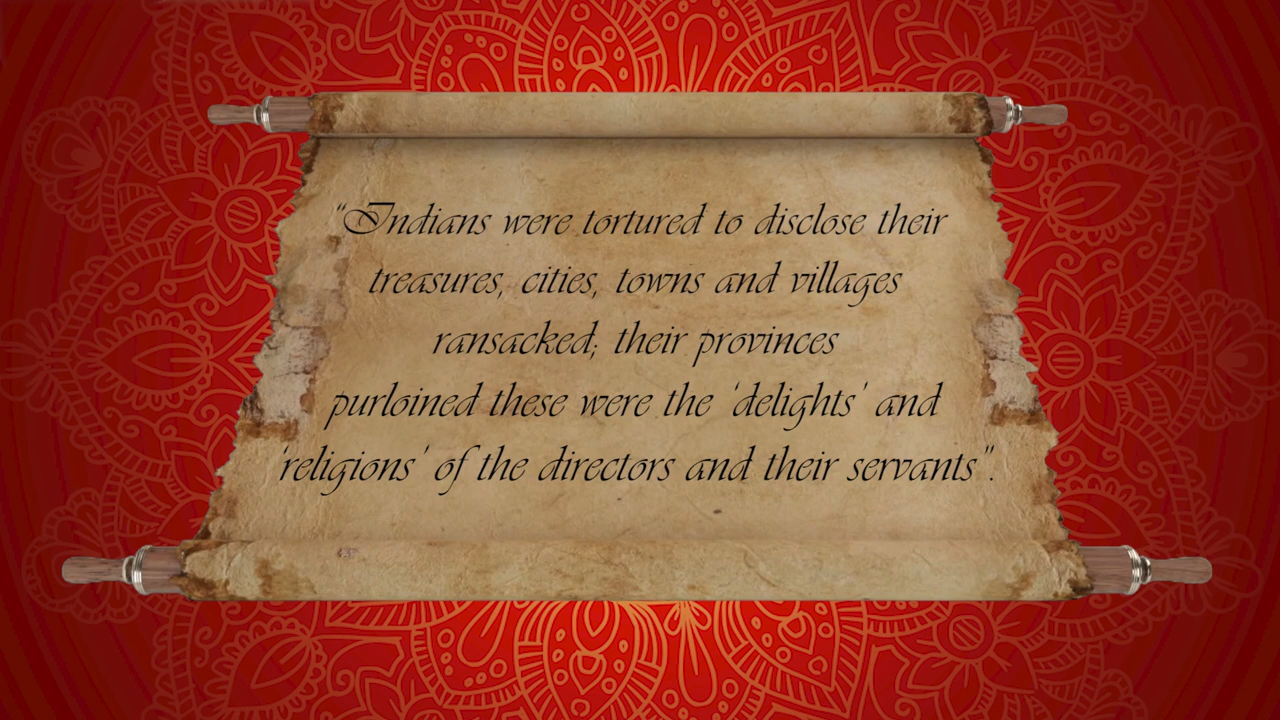 “Indians were tortured to disclose their
treasures, cities, towns and villages
ransacked; their provinces
purloined these were the ‘delights’ and
‘religions’ of the directors and their servants”.